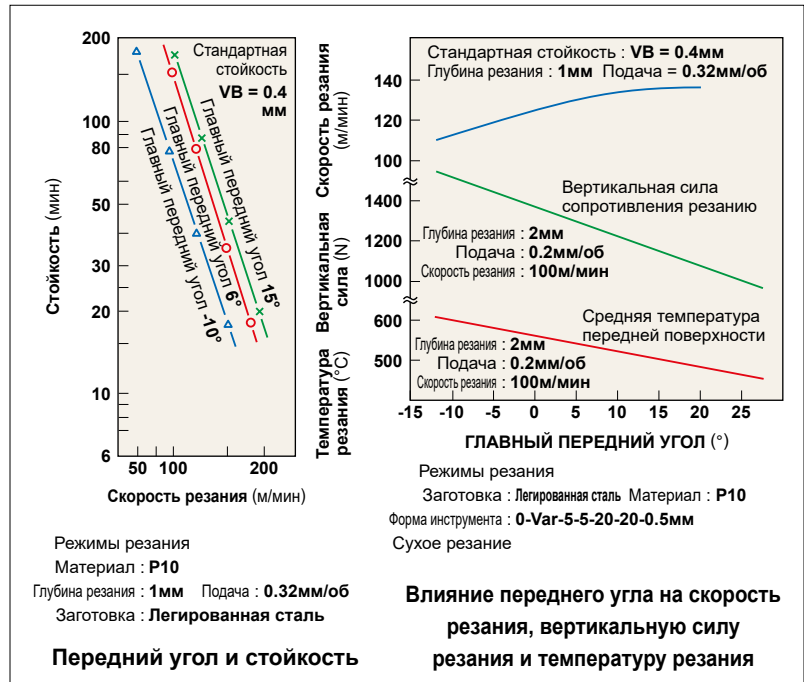 200
100
80
50
30
20
10
6
Стойкость (мин)
Стандартная
стойкость
VB = 0.4
мм
Главный передний угол 15°
Главный передний угол 6°
Главный передний угол -10°
50 100 200
Скорость резания (м/мин)
Режимы резания
Материал : P10
Глубина резания : 1мм Подача : 0.32мм/об
Заготовка : Легированная сталь
Передний угол и стойкость
Скорость резания
(м/мин)
Вертикальная
сила (N)
Температура
резания (°C)
140
120
100
1400
1200
1000
600
500
Стандартная стойкость : VB = 0.4мм
Глубина резания : 1мм Подача = 0.32мм/об
Вертикальная сила
сопротивления резанию
Глубина резания : 2мм
Подача : 0.2мм/об
Скорость резания : 100м/мин
Средняя температура
передней поверхности
Глубина резания : 2мм
Подача : 0.2мм/об
Скорость резания : 100м/мин
-15 -10 -5 0 5 10 15 20 25
ГЛАВНЫЙ ПЕРЕДНИЙ УГОЛ (°)
Режимы резания
Заготовка : Легированная сталь Материал : P10
Форма инструмента : 0-Var-5-5-20-20-0.5мм
Сухое резание
Влияние переднего угла на скорость
резания, вертикальную силу
резания и температуру резания